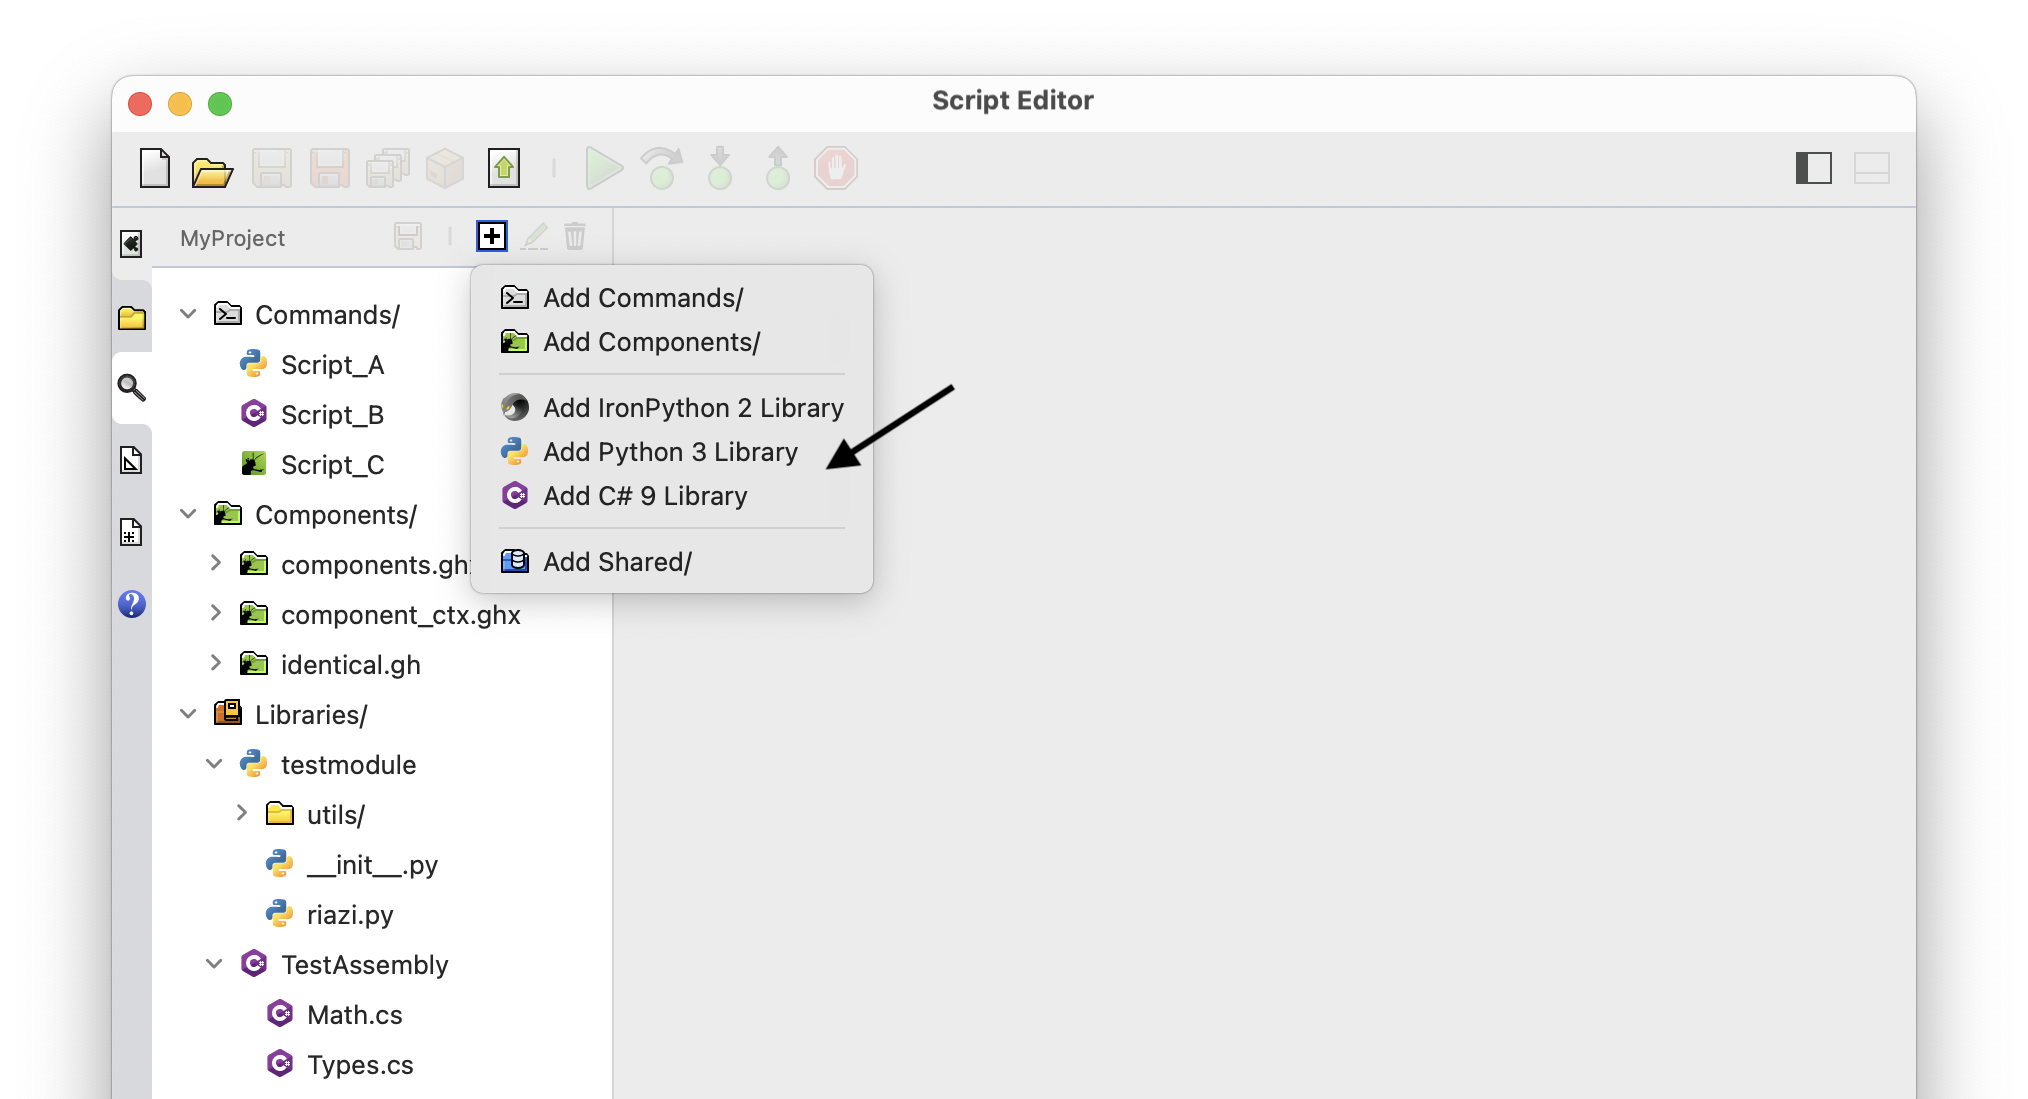 Script Editor
MyProject
Add Commands/
Add Components/
Add IronPython 2 Library
Add Python 3 Library
Add C# 9 Library
Add Shared/
Commands/
Script_A
Script_B
Script_C
Components/
components.gh
component_ctx.ghx
identical.gh
Libraries/
testmodule
utils/
__init__.py
riazi.py
TestAssembly
Math.cs
Types.cs